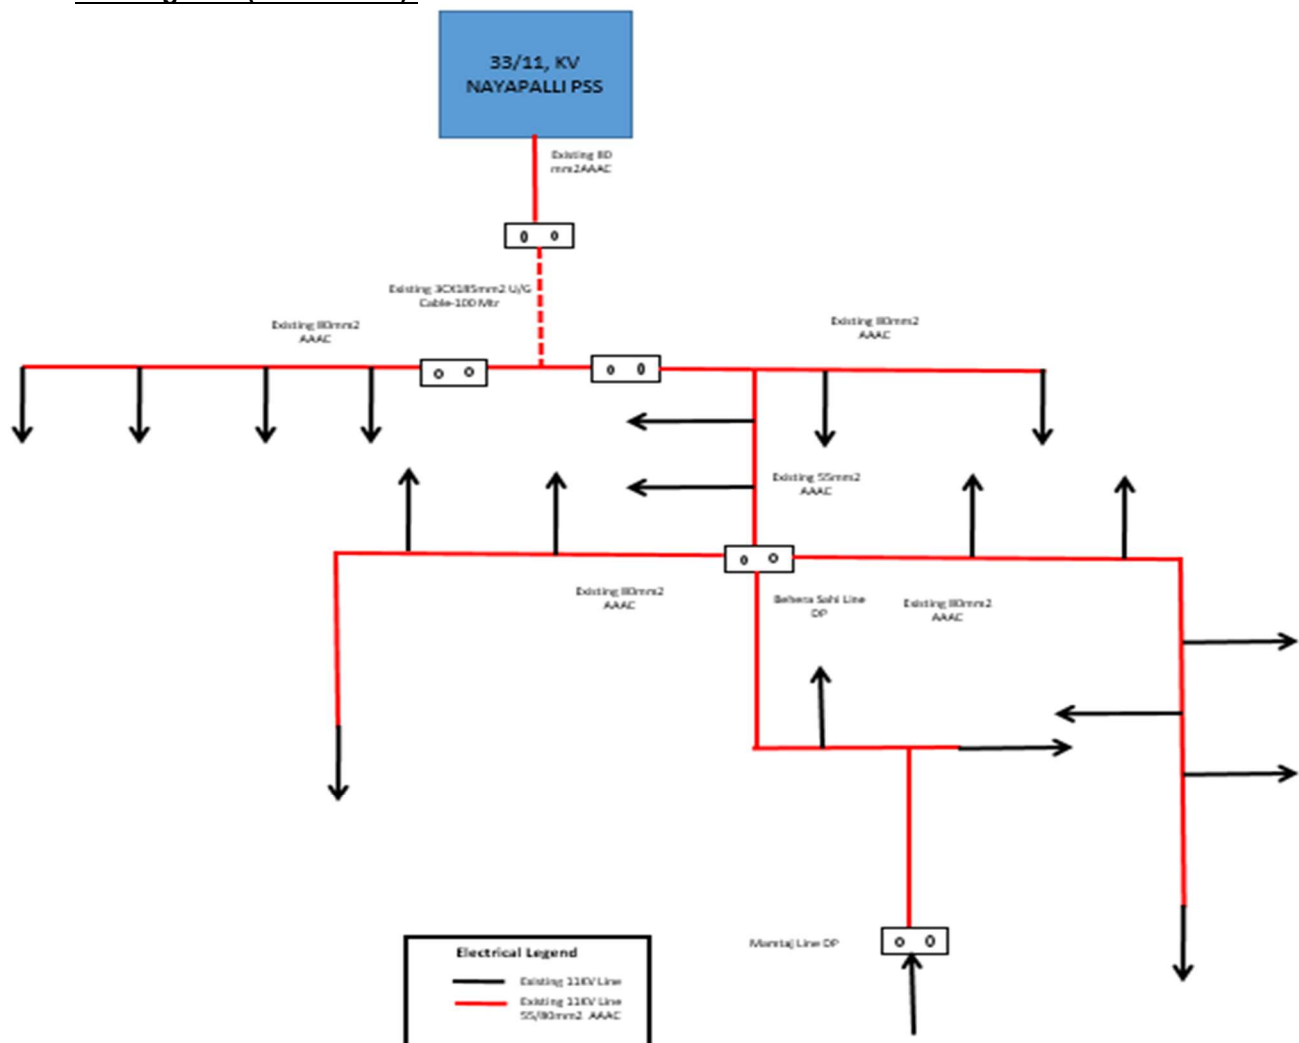 33/11, KV
NAYAPALLI PSS
Existing 80
mm2AAAC
Existing 3CX185mm2 U/G
Cable-100 Mtr
Existing 80mm2
AAAC
Existing 80mm2
AAAC
Existing 55mm2
AAAC
Existing 80mm2
AAAC
Behera Sahi Line
DP
Existing 80mm2
AAAC
Mamtaj Line DP
Electrical Legend
Existing 11KV Line
Existing 11KV Line
55/80mm2 AAAC